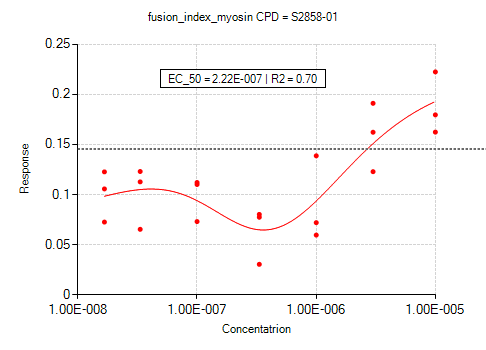 fusion_index_myosin CPD = S2858-01
0.25
EC_50 = 2.22E-007 | R2 = 0.70
0.2
0.15
Response
0.1
0.05
0
1.00E-008 1.00E-007 1.00E-006 1.00E-005
Concentatrion